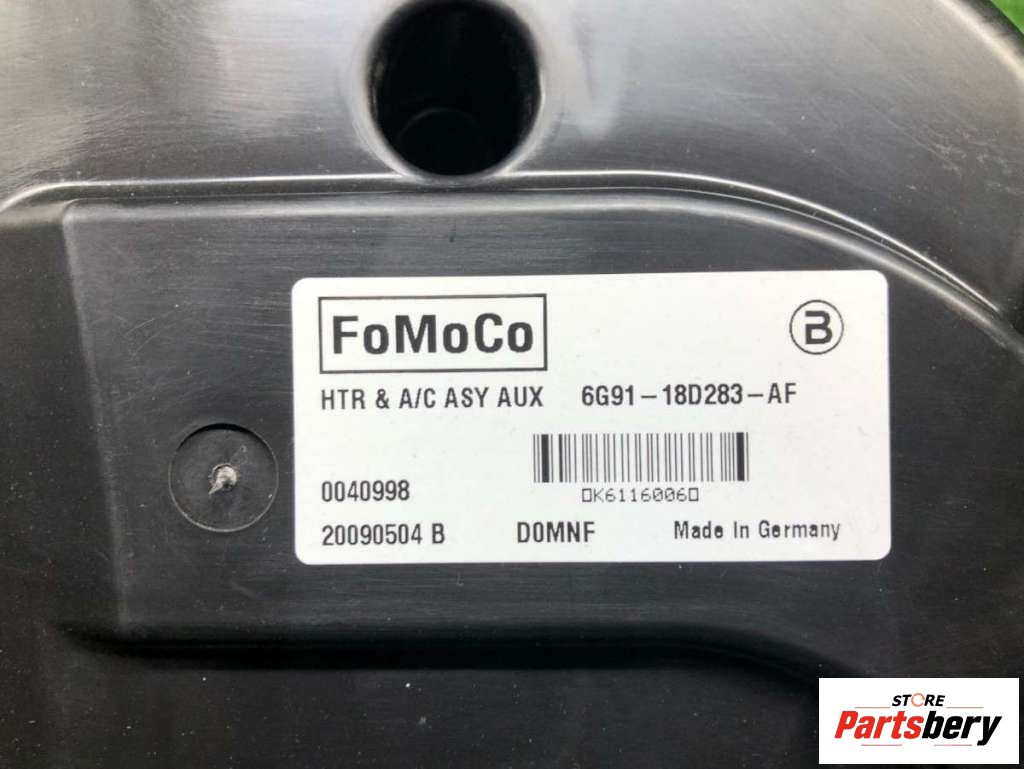 FoMoCo
B
HTR & A/C ASY AUX 6G91-18D283-AF
0040998
K6116006
20090504 B D0MNF Made In Germany
STORE
Partsbery